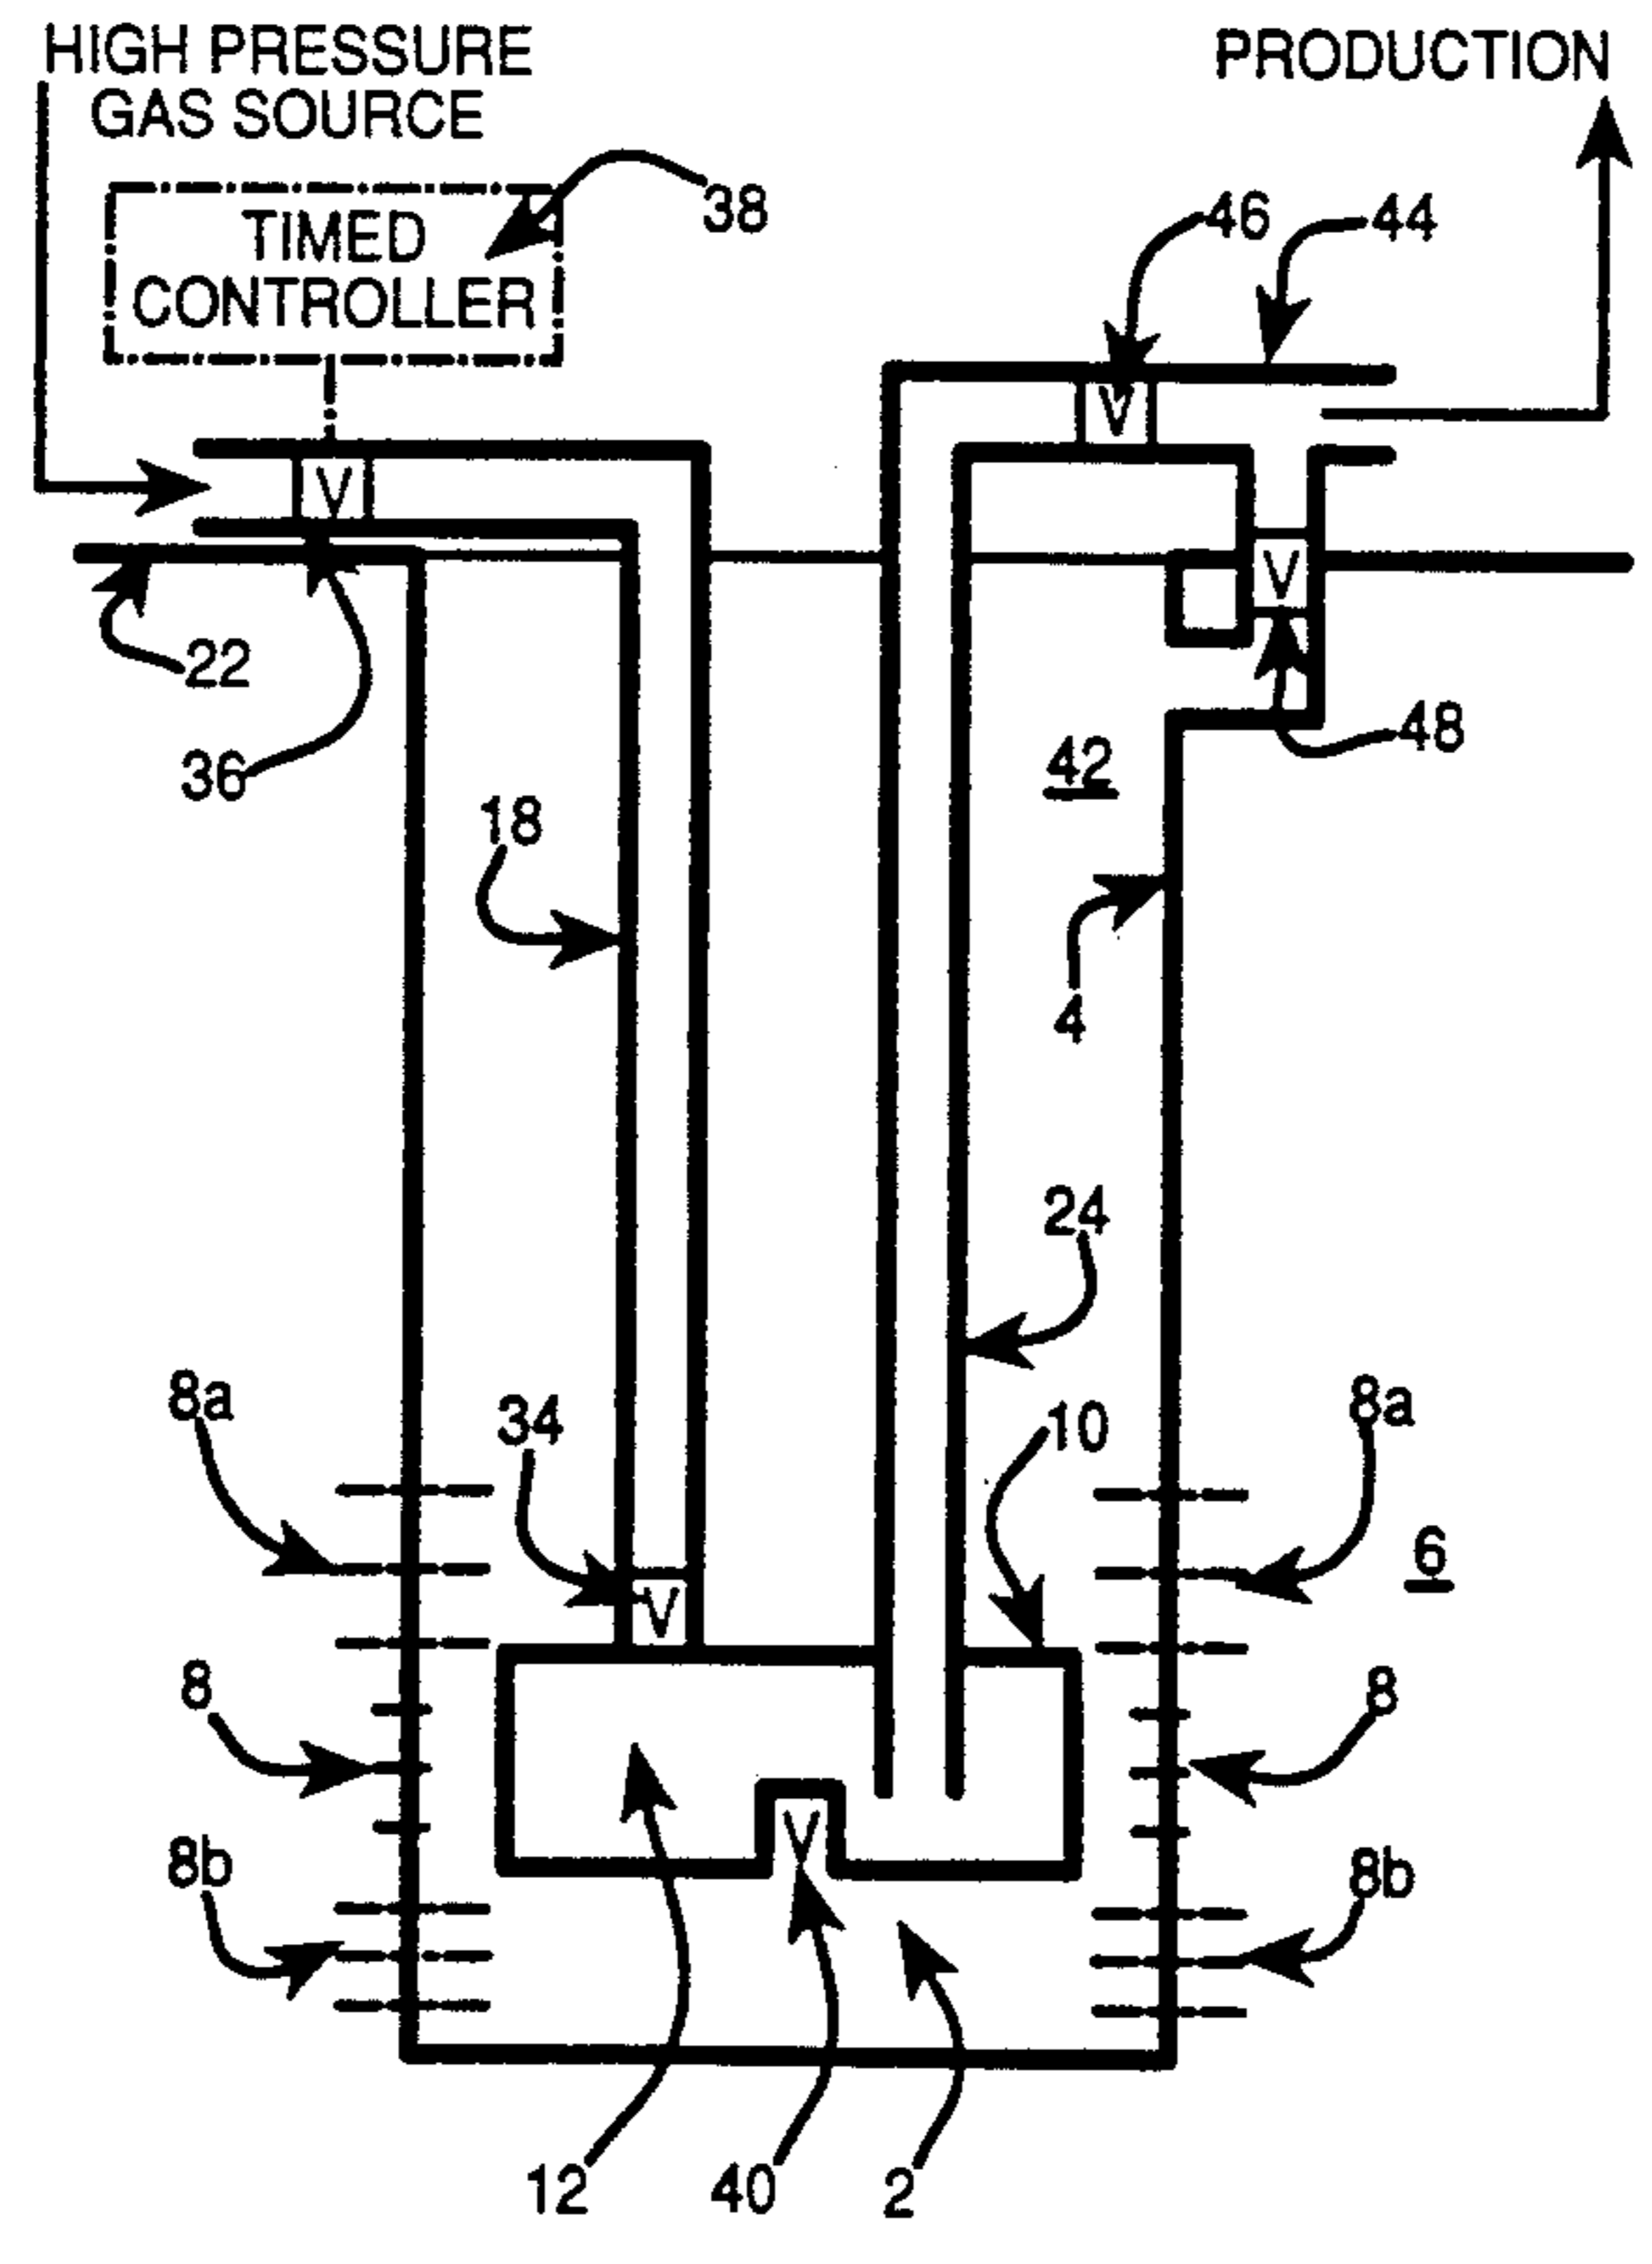 HIGH PRESSURE
GAS SOURCE
PRODUCTION
TIMED
CONTROLLER
38
46
44
V
V
V
22
36
48
42
18
4
24
8a
34
10
8a
6
V
8
8
V
8b
8b
12
40
2